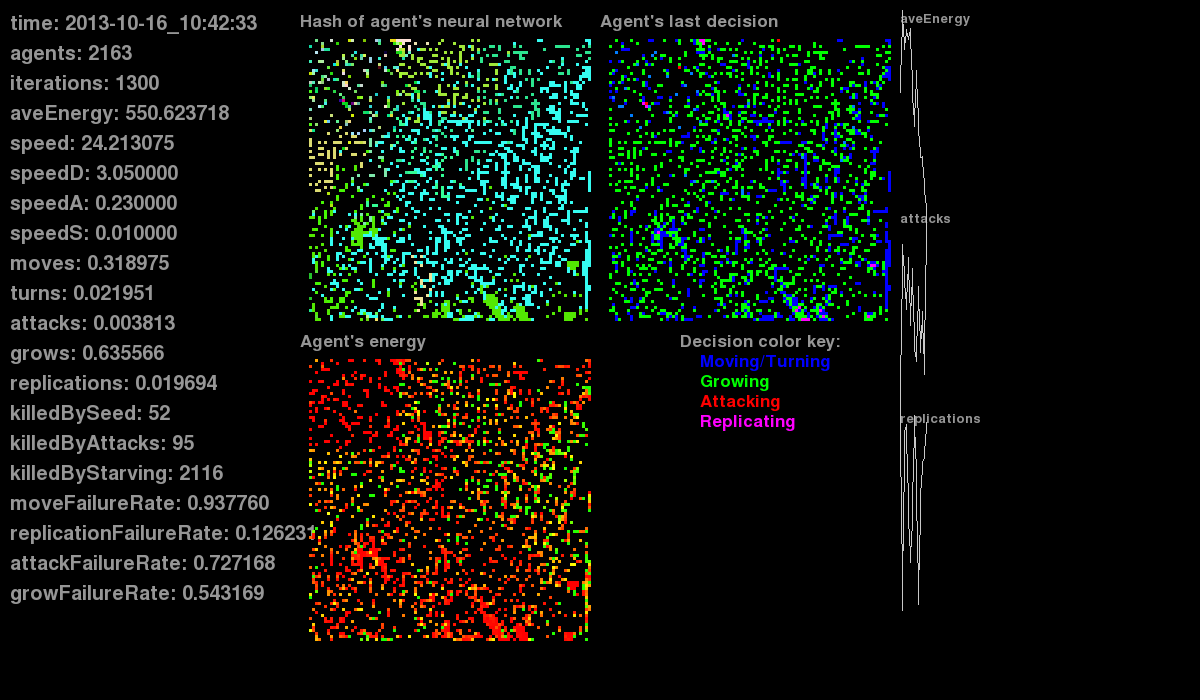 time: 2013-10-16_10:42:33
agents: 2163
iterations: 1300
aveEnergy: 550.623718
speed: 24.213075
speedD: 3.050000
speedA: 0.230000
speedS: 0.010000
moves: 0.318975
turns: 0.021951
attacks: 0.003813
grows: 0.635566
replications: 0.019694
killedBySeed: 52
killedByAttacks: 95
killedByStarving: 2116
moveFailureRate: 0.937760
replicationFailureRate: 0.126231
attackFailureRate: 0.727168
growFailureRate: 0.543169
Hash of agent's neural network
Agent's last decision
Agent's energy
Decision color key:
Moving/Turning
Growing
Attacking
Replicating
aveEnergy
attacks
replications